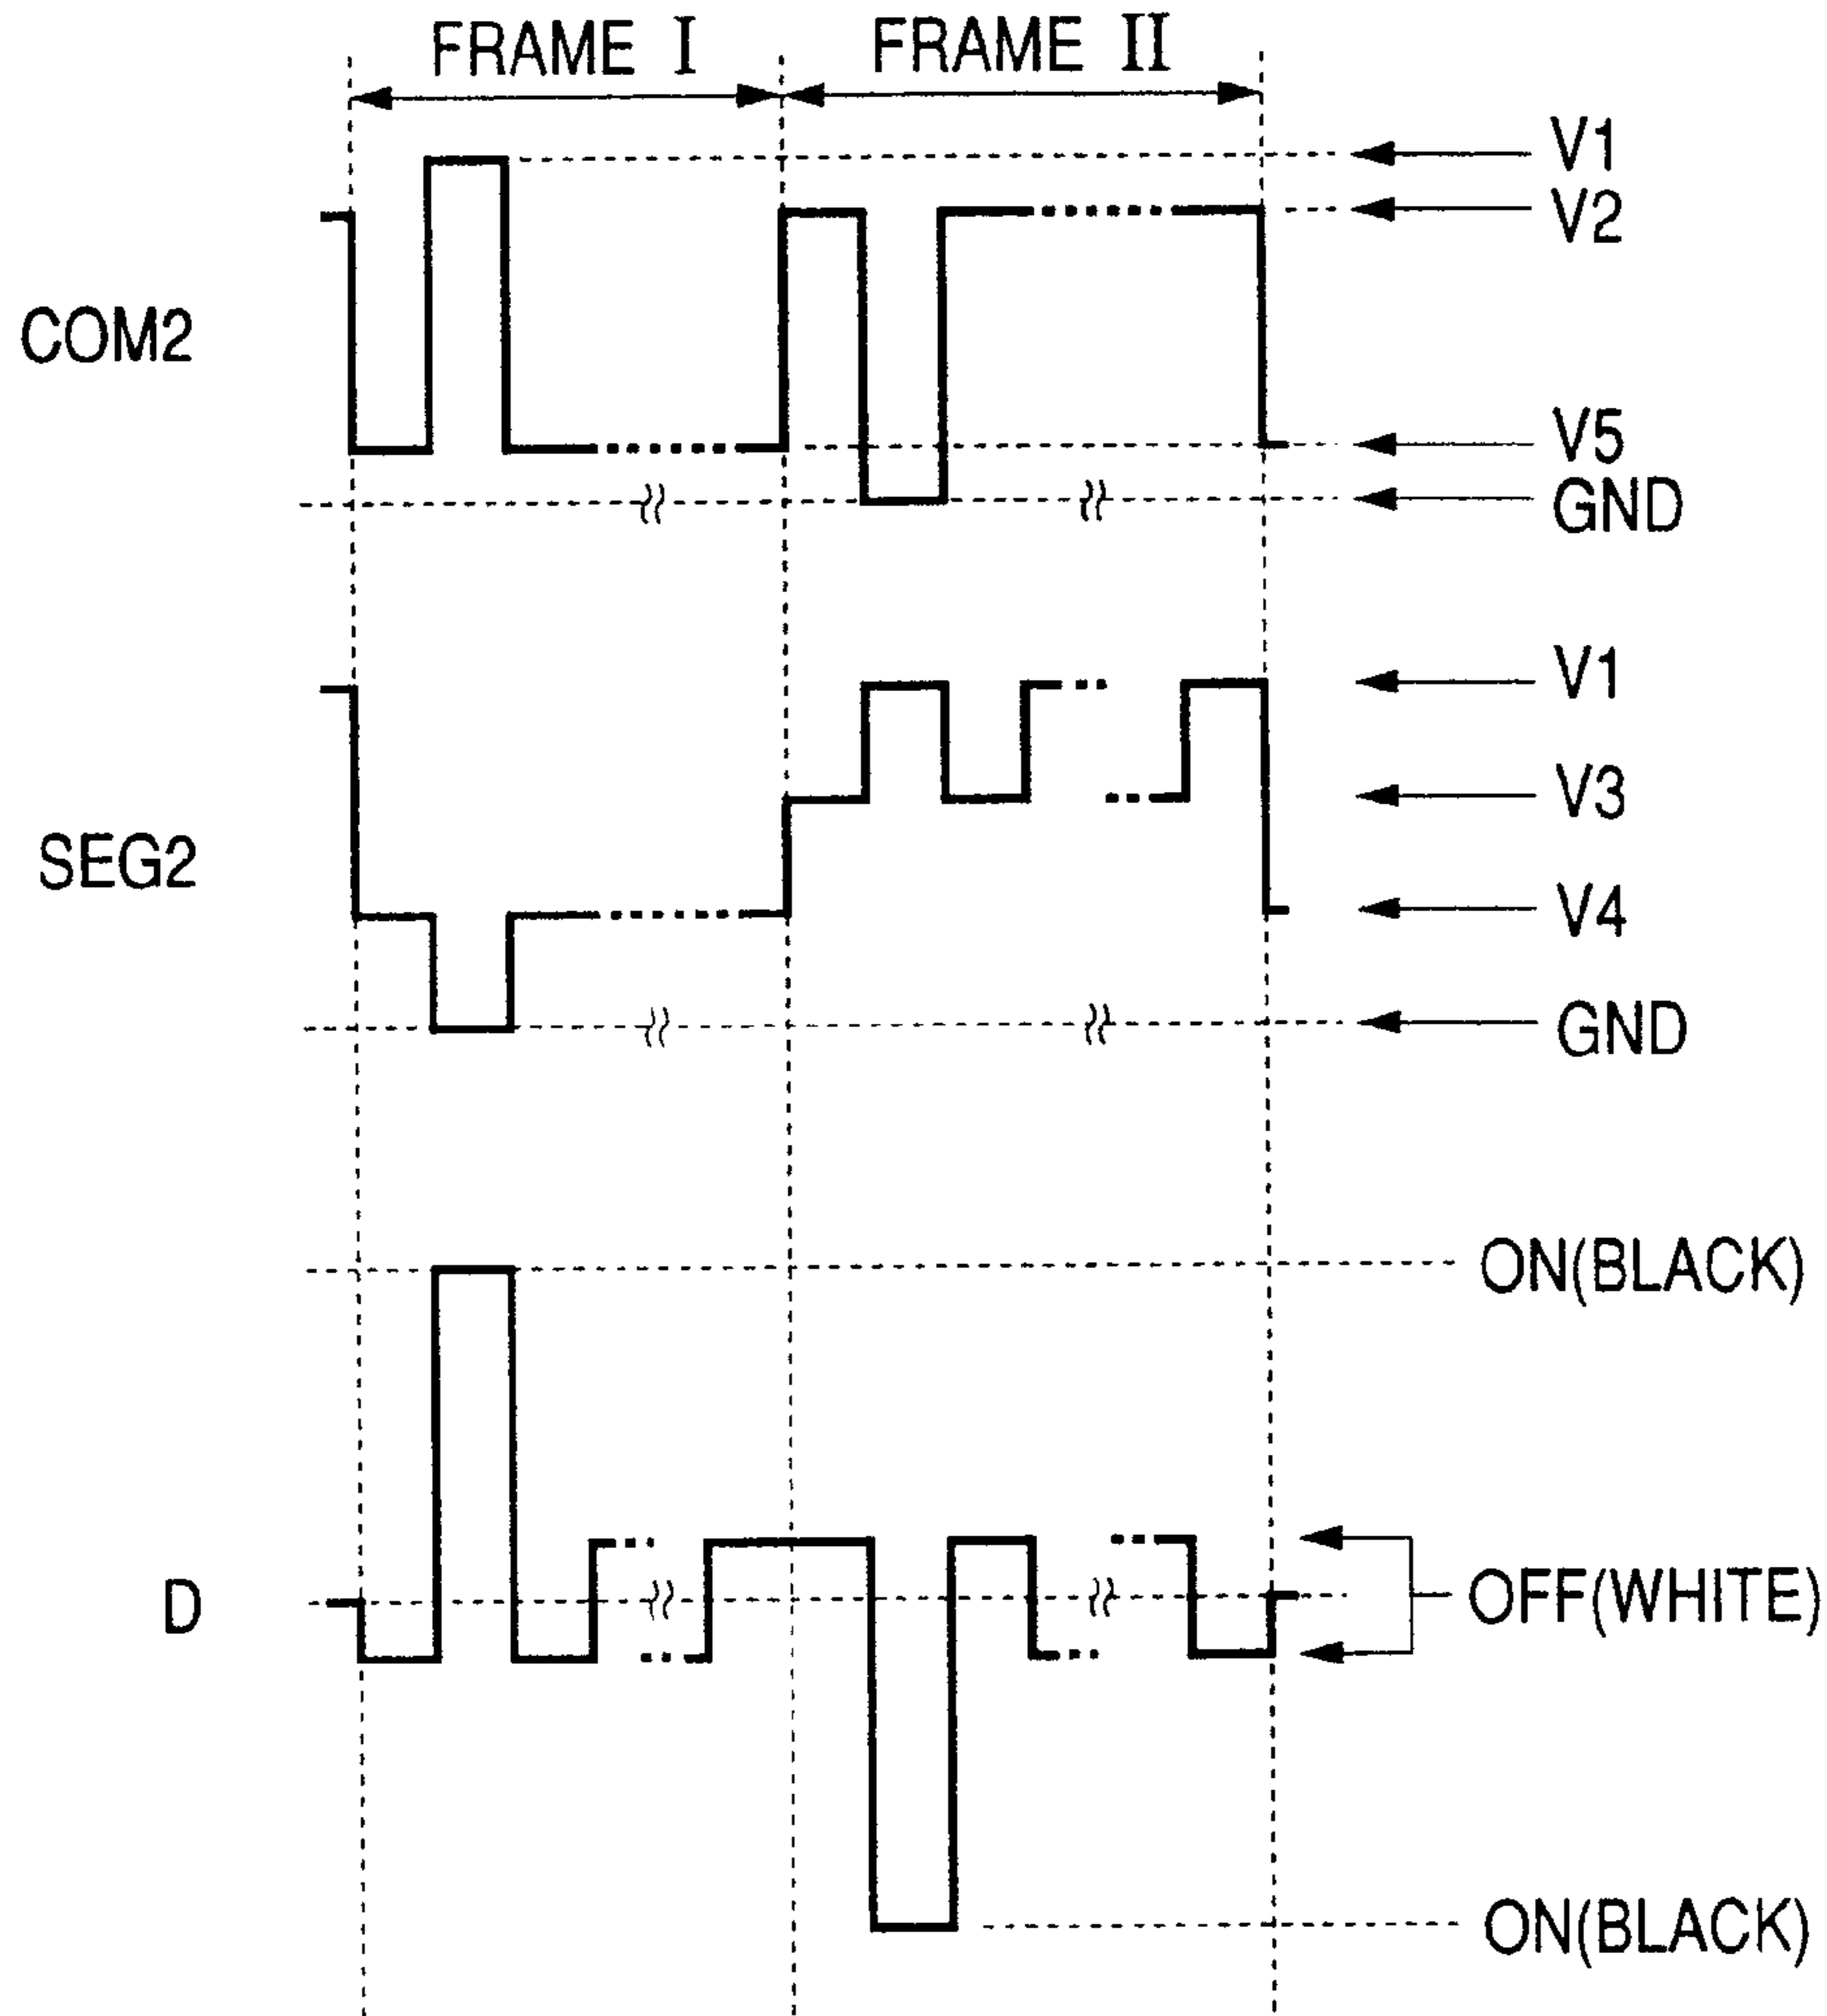 FRAME I
FRAME II
V1
V2
COM2
V5
GND
V1
V3
SEG2
V4
GND
ON(BLACK)
D
OFF(WHITE)
ON(BLACK)